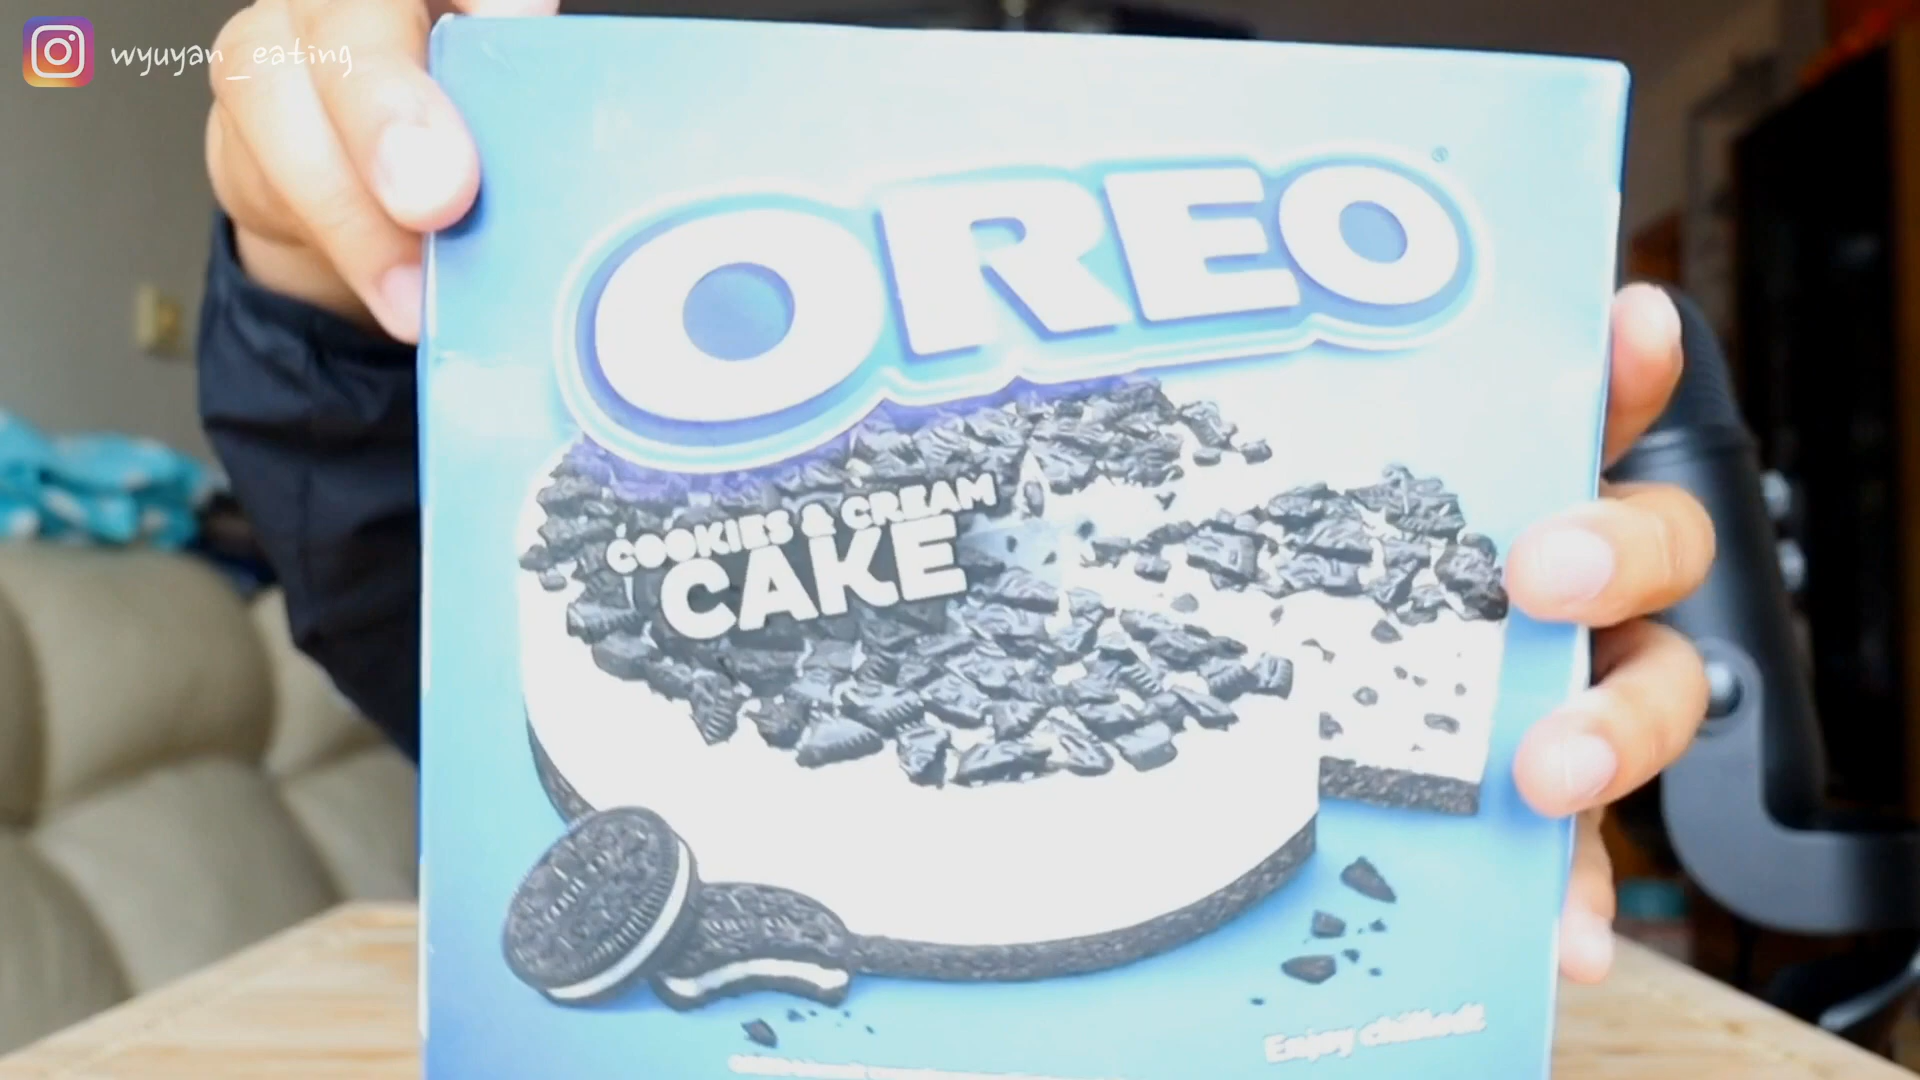 wyuyan_eating
OREO®
COOKIES & CREAM
CAKE
Enjoy chilled!